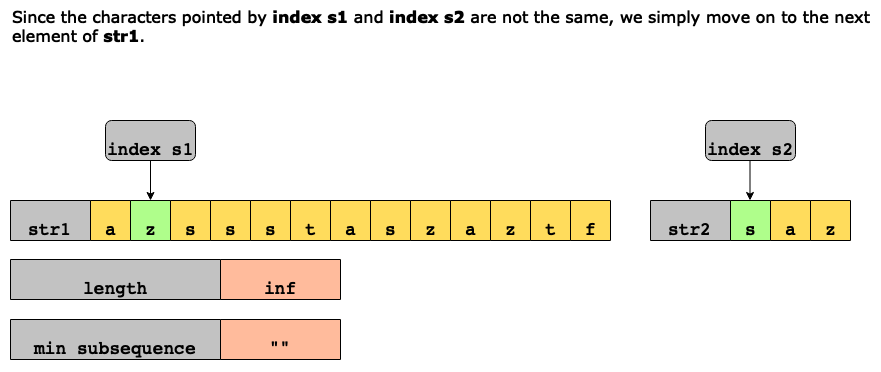 Since the characters pointed by index s1 and index s2 are not the same, we simply move on to the next
element of str1.
index s1 index s2
str1 a z s s s t a s z a z t f str2 s a z
length inf
min subsequence ""